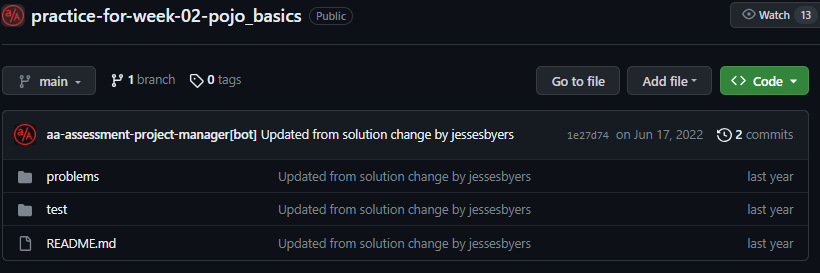 a/A practice-for-week-02-pojo_basics Public Watch 13
main 1 branch 0 tags Go to file Add file Code
a/A aa-assessment-project-manager[bot] Updated from solution change by jessesbyers 1e27d74 on Jun 17, 2022 2 commits
problems Updated from solution change by jessesbyers last year
test Updated from solution change by jessesbyers last year
README.md Updated from solution change by jessesbyers last year